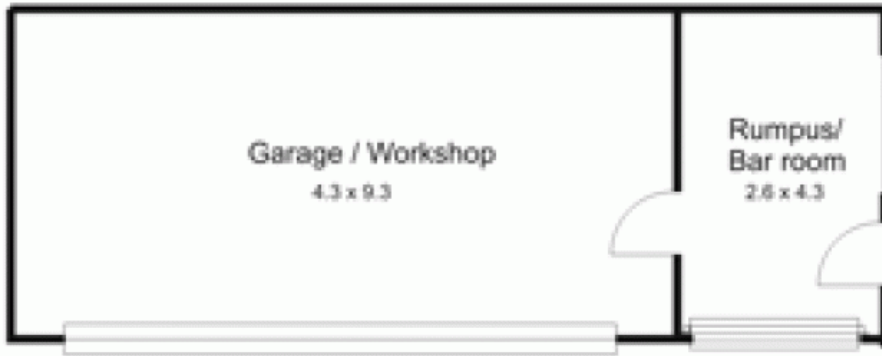 Garage / Workshop
4.3 x 9.3
Rumpus/
Bar room
2.6 x 4.3